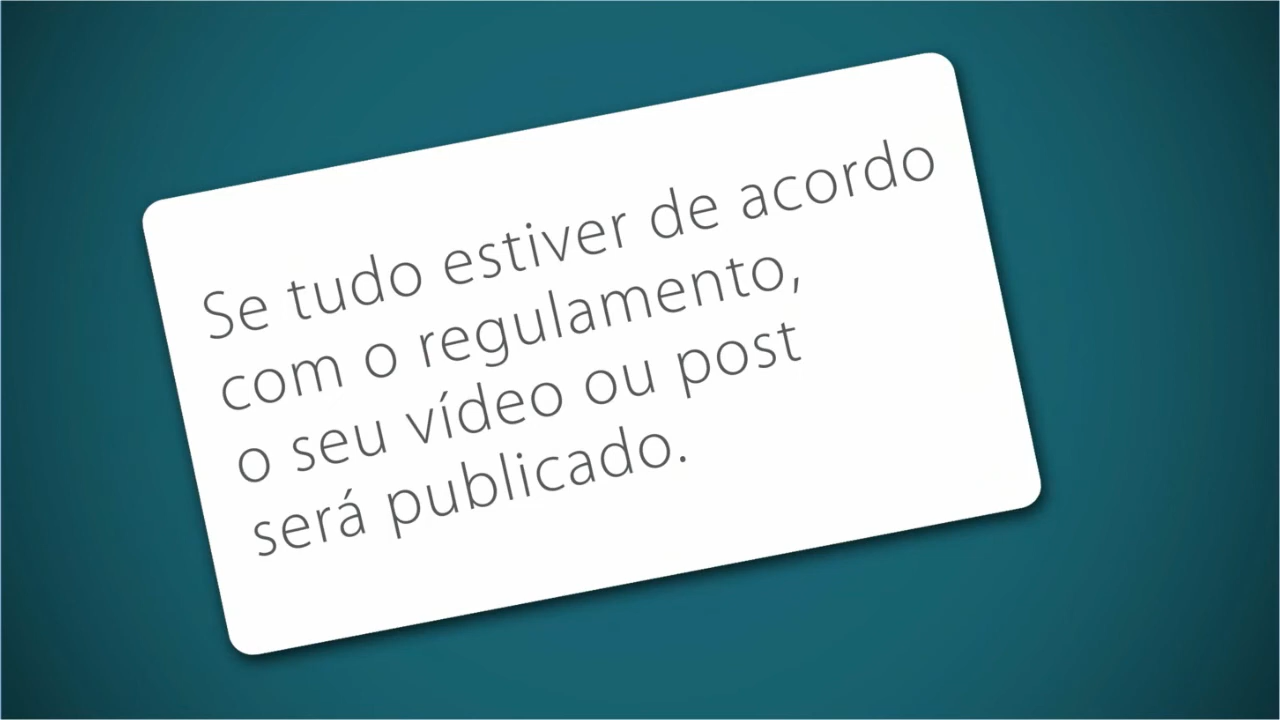 Se tudo estiver de acordo
com o regulamento,
o seu vídeo ou post
será publicado.